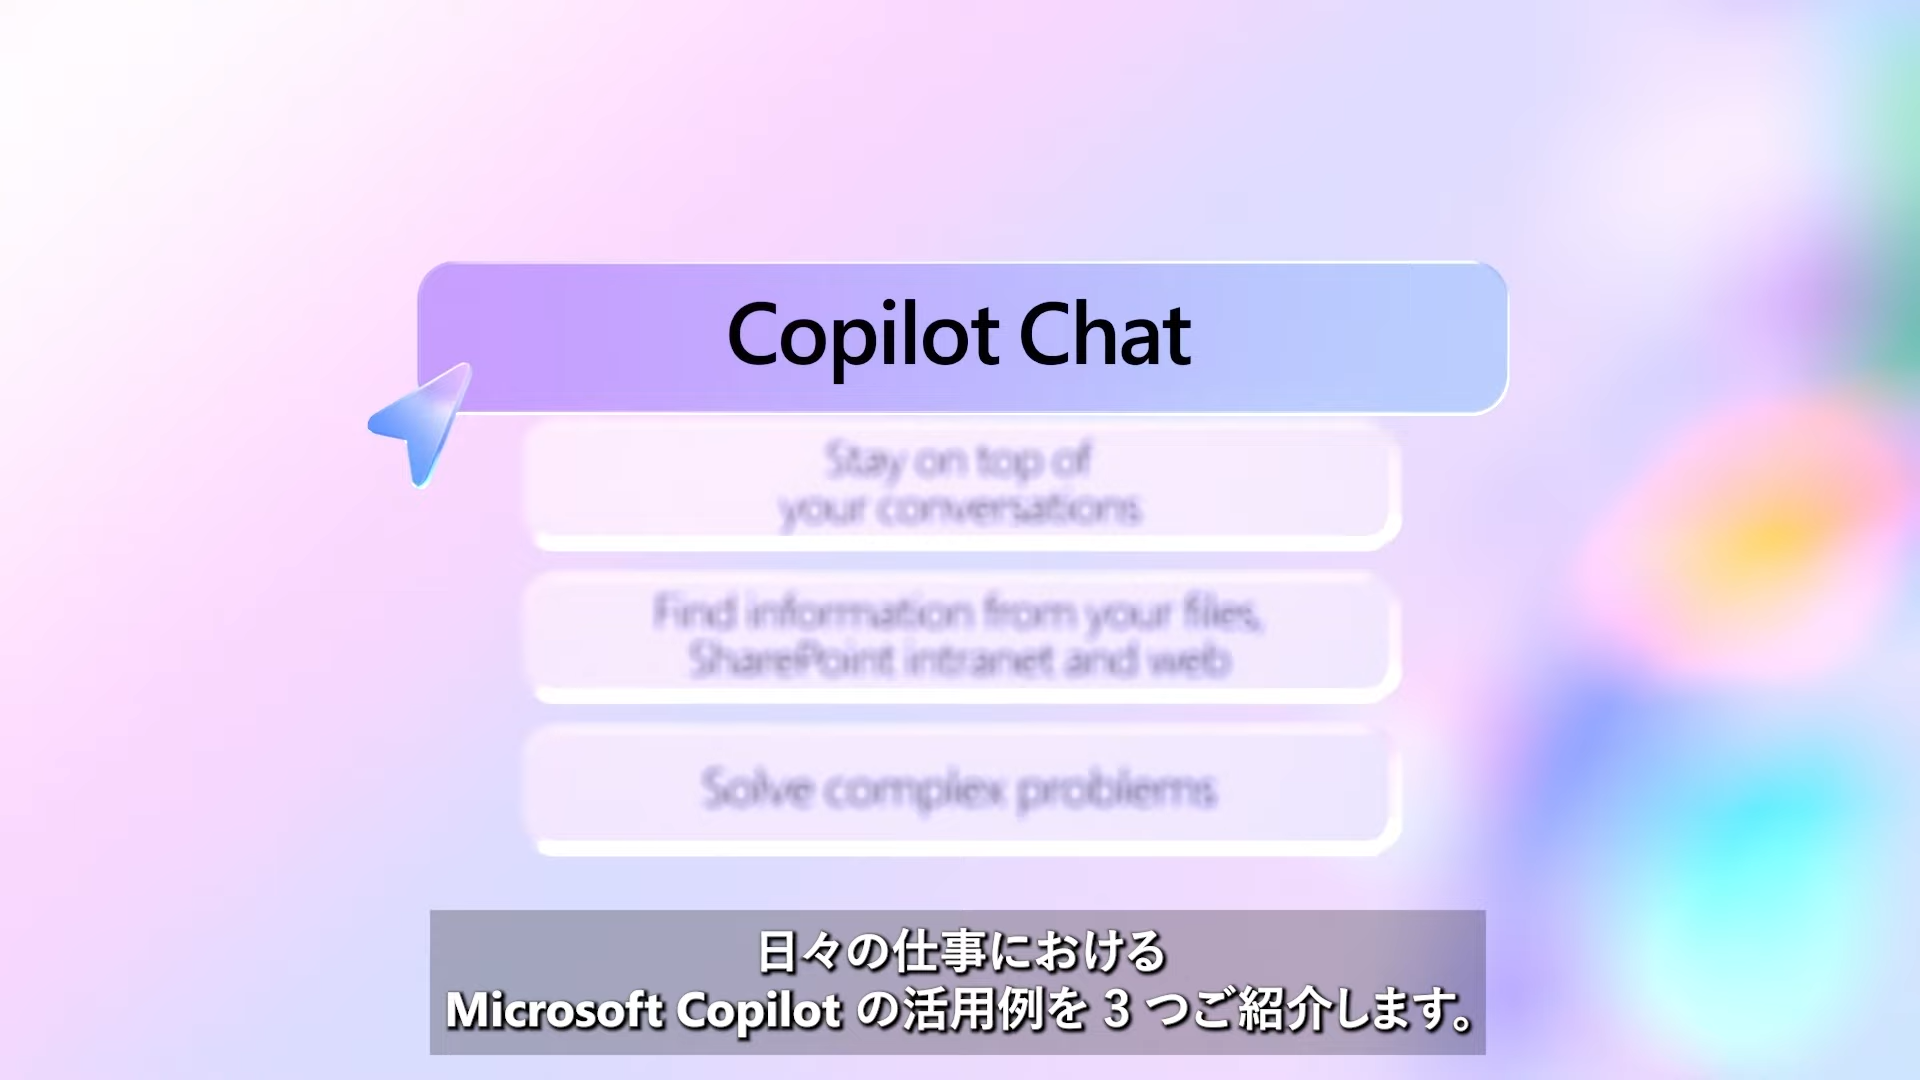 Copilot Chat
Stay on top of
your conversations
Find information from your files,
SharePoint intranet and web
Solve complex problems
日々の仕事における
Microsoft Copilot の活用例を 3 つご紹介します。